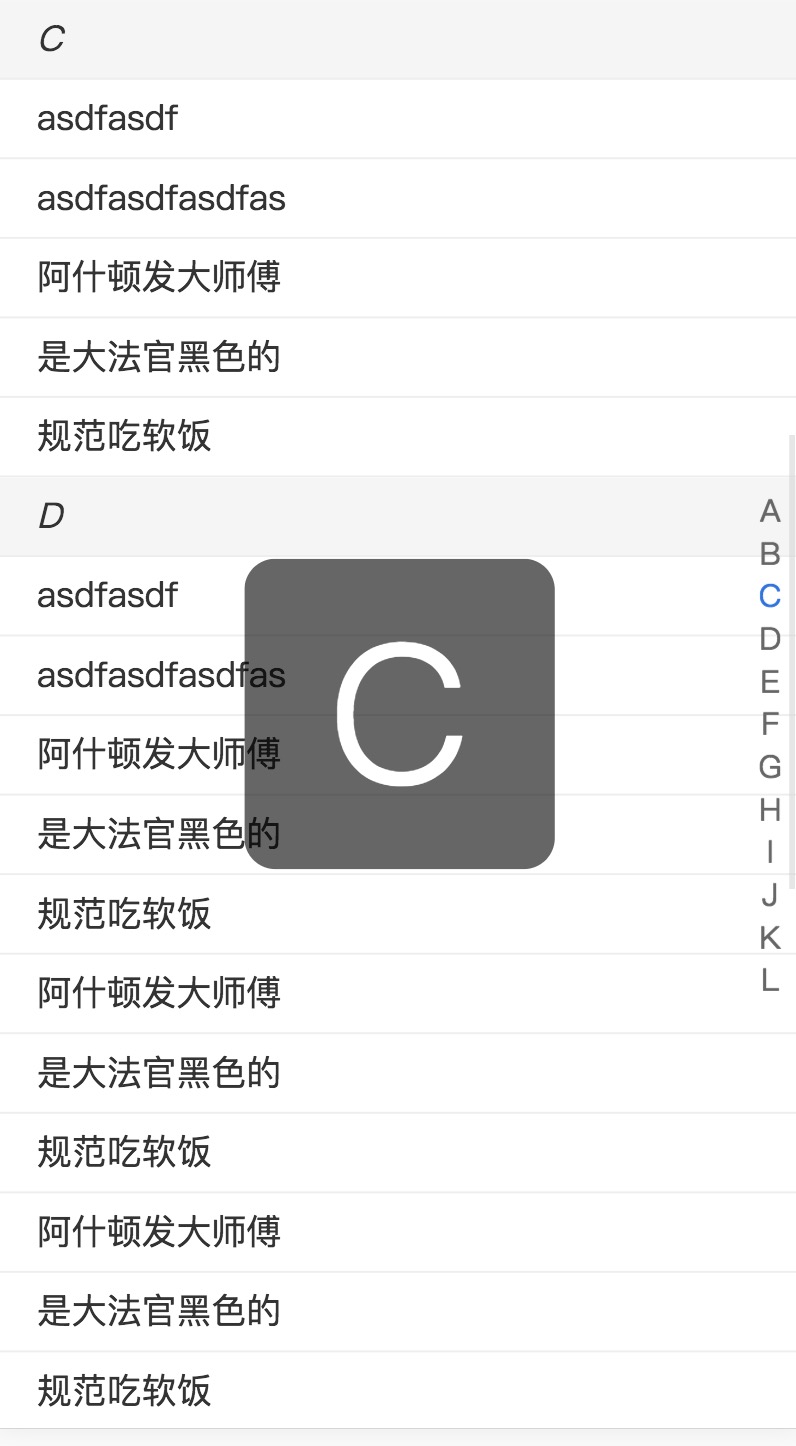 C
asdfasdf
asdfasdfasdfas
阿什顿发大师傅
是大法官黑色的
规范吃软饭
D
asdfasdf
asdfasdfasdfas
阿什顿发大师傅
是大法官黑色的
规范吃软饭
阿什顿发大师傅
是大法官黑色的
规范吃软饭
阿什顿发大师傅
是大法官黑色的
规范吃软饭
C
A
B
C
D
E
F
G
H
I
J
K
L